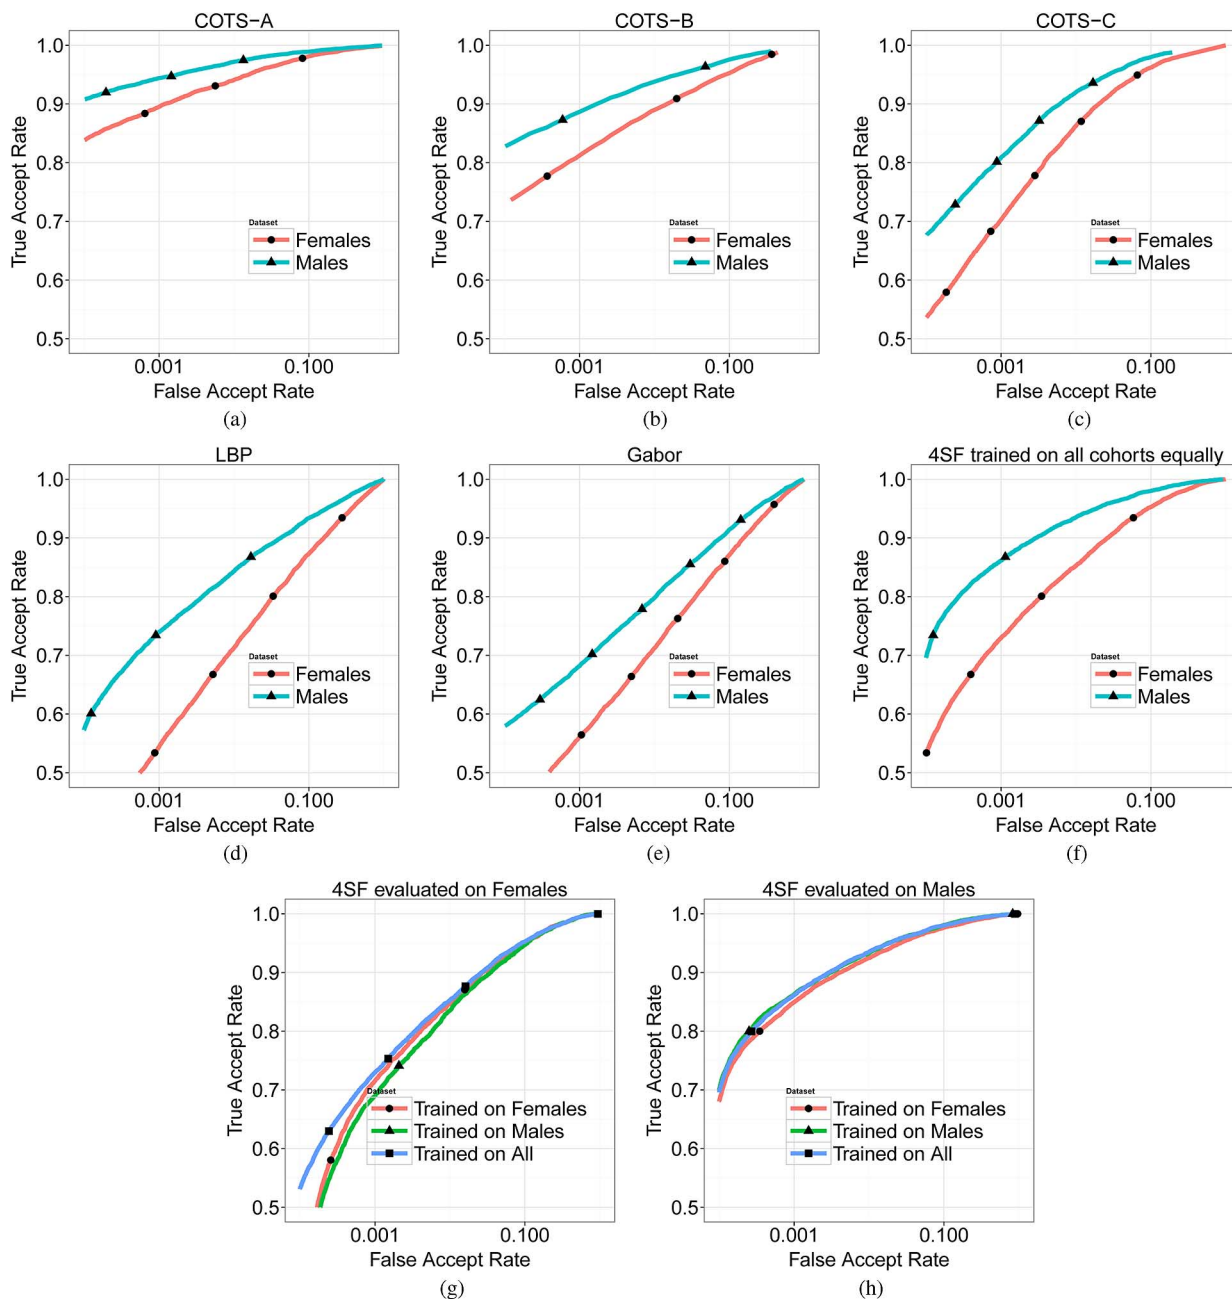 COTS−A
COTS−B
COTS−C
True Accept Rate
1.0
0.9
0.8
0.7
0.6
0.5
Dataset
Females
Males
0.001
0.100
False Accept Rate
(a)
True Accept Rate
1.0
0.9
0.8
0.7
0.6
0.5
Dataset
Females
Males
0.001
0.100
False Accept Rate
(b)
True Accept Rate
1.0
0.9
0.8
0.7
0.6
0.5
Dataset
Females
Males
0.001
0.100
False Accept Rate
(c)
LBP
Gabor
4SF trained on all cohorts equally
True Accept Rate
1.0
0.9
0.8
0.7
0.6
0.5
Dataset
Females
Males
0.001
0.100
False Accept Rate
(d)
True Accept Rate
1.0
0.9
0.8
0.7
0.6
0.5
Dataset
Females
Males
0.001
0.100
False Accept Rate
(e)
True Accept Rate
1.0
0.9
0.8
0.7
0.6
0.5
Dataset
Females
Males
0.001
0.100
False Accept Rate
(f)
4SF evaluated on Females
4SF evaluated on Males
True Accept Rate
1.0
0.9
0.8
0.7
0.6
0.5
Dataset
Trained on Females
Trained on Males
Trained on All
0.001
0.100
False Accept Rate
(g)
True Accept Rate
1.0
0.9
0.8
0.7
0.6
0.5
Dataset
Trained on Females
Trained on Males
Trained on All
0.001
0.100
False Accept Rate
(h)